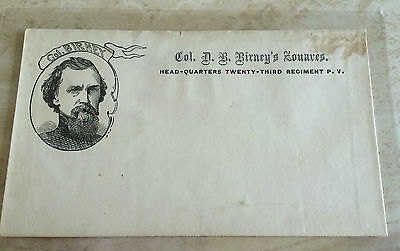 Col. BIRNEY
Col. D. B. Birney's Zouaves.
HEAD-QUARTERS TWENTY-THIRD REGIMENT P. V.